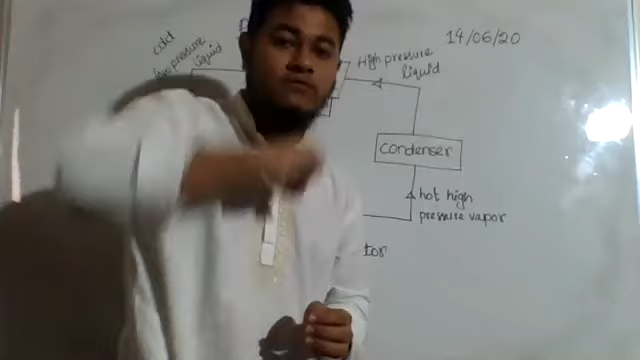 14/06/20
cold
low pressure
liquid
High pressure
liquid
condenser
hot high
pressure vapor
tor